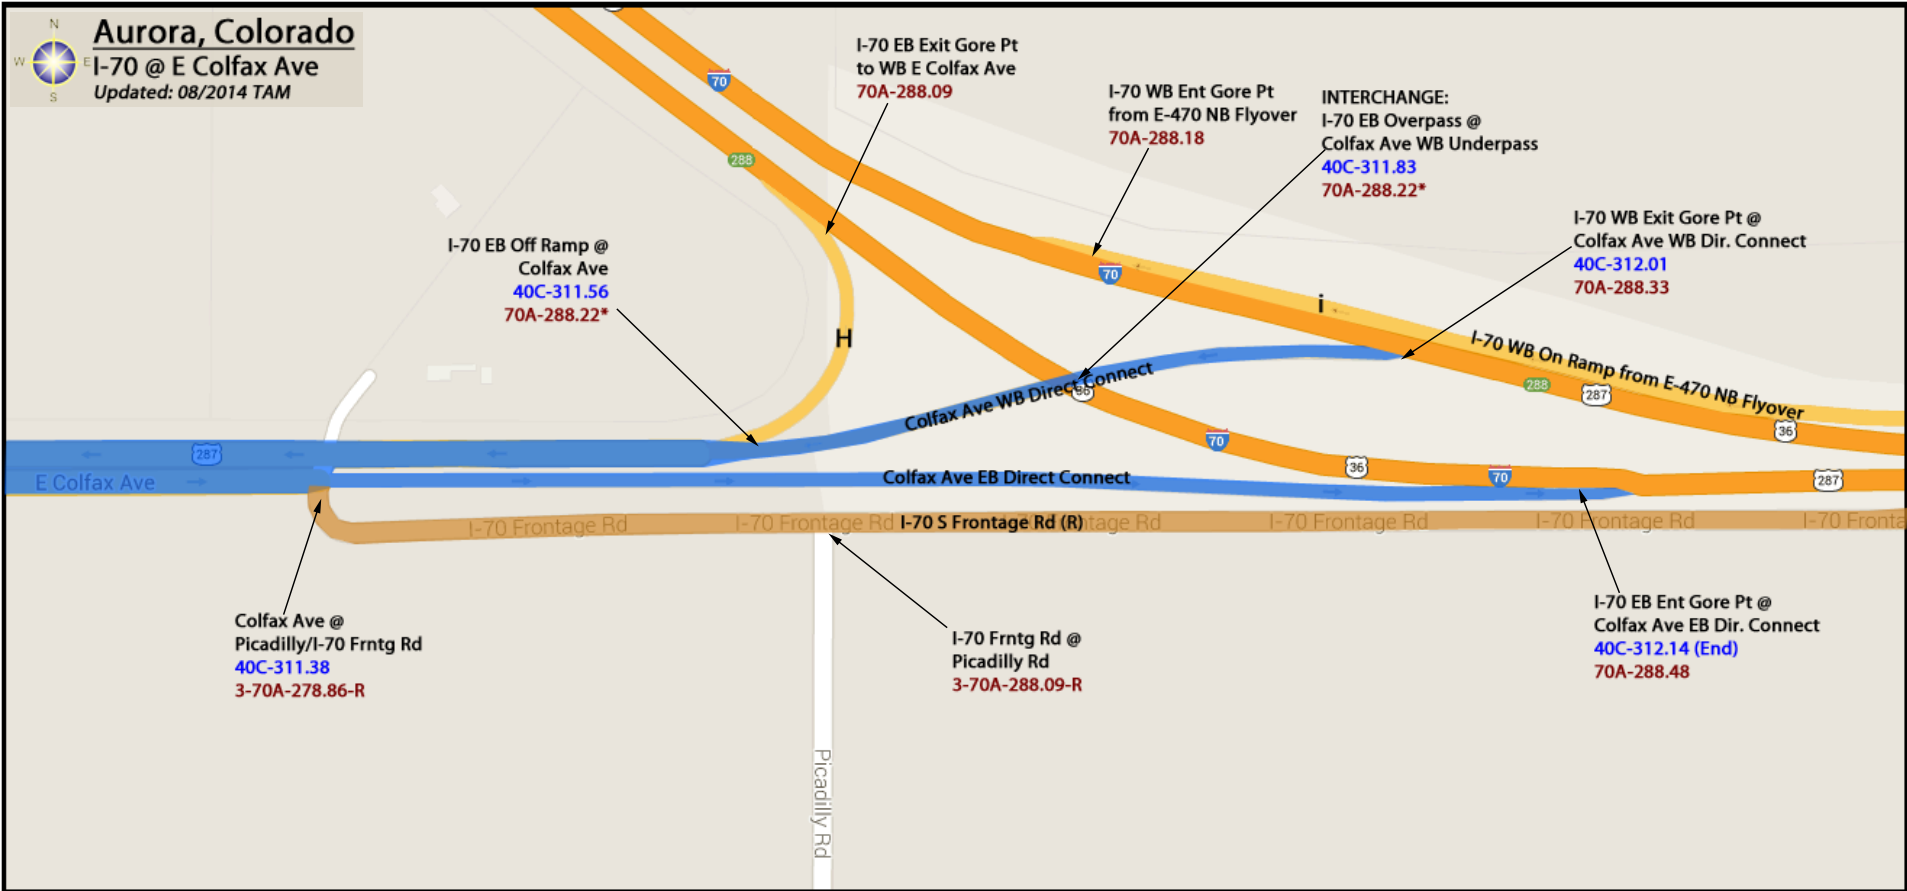 N
W
E
S
Aurora, Colorado
I-70 @ E Colfax Ave
Updated: 08/2014 TAM
I-70 EB Exit Gore Pt
to WB E Colfax Ave
70A-288.09
I-70 WB Ent Gore Pt
from E-470 NB Flyover
70A-288.18
INTERCHANGE:
I-70 EB Overpass @
Colfax Ave WB Underpass
40C-311.83
70A-288.22*
I-70 WB Exit Gore Pt @
Colfax Ave WB Dir. Connect
40C-312.01
70A-288.33
I-70 EB Off Ramp @
Colfax Ave
40C-311.56
70A-288.22*
70
288
70
i
H
I-70 WB On Ramp from E-470 NB Flyover
288
287
36
Colfax Ave WB Direct Connect
36
70
36
70
287
287
E Colfax Ave
Colfax Ave EB Direct Connect
I-70 Frontage Rd
I-70 Frontage Rd
I-70 S Frontage Rd (R)
Rd
I-70 Frontage Rd
I-70 Frontage Rd
I-70 Fronta
Colfax Ave @
Picadilly/I-70 Frntg Rd
40C-311.38
3-70A-278.86-R
I-70 Frntg Rd @
Picadilly Rd
3-70A-288.09-R
I-70 EB Ent Gore Pt @
Colfax Ave EB Dir. Connect
40C-312.14 (End)
70A-288.48
Picadilly Rd